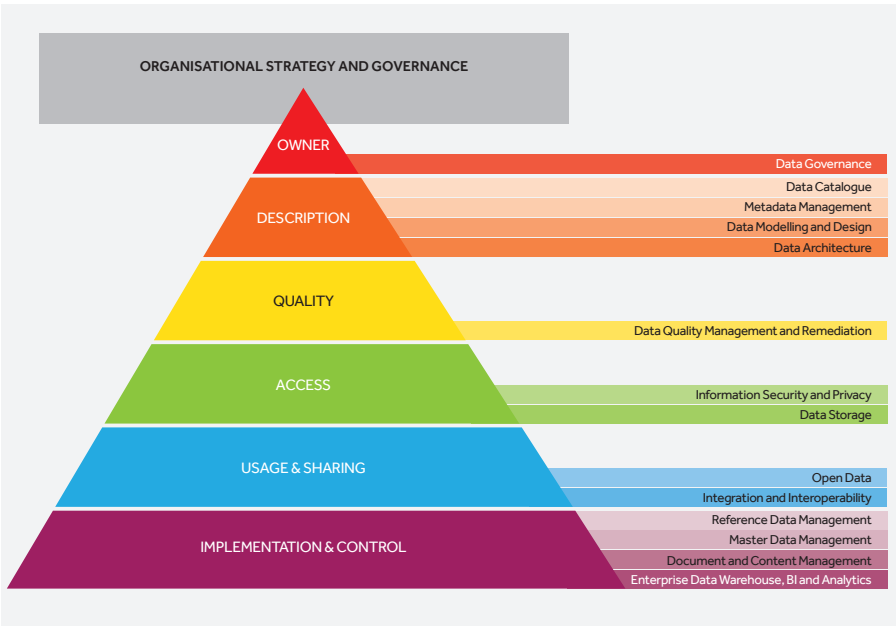 ORGANISATIONAL STRATEGY AND GOVERNANCE
OWNER
Data Governance
Data Catalogue
Metadata Management
DESCRIPTION
Data Modelling and Design
Data Architecture
QUALITY
Data Quality Management and Remediation
ACCESS
Information Security and Privacy
Data Storage
USAGE & SHARING
Open Data
Integration and Interoperability
Reference Data Management
Master Data Management
IMPLEMENTATION & CONTROL
Document and Content Management
Enterprise Data Warehouse, BI and Analytics